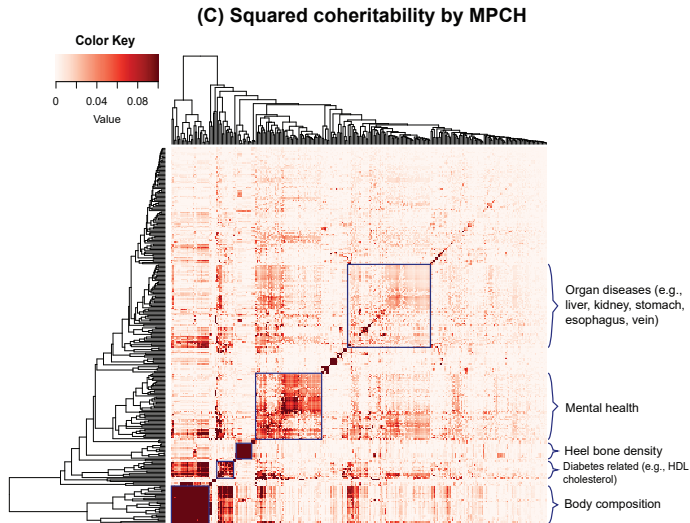 (C) Squared coheritability by MPCH
Color Key
0 0.04 0.08
Value
Organ diseases (e.g.,
liver, kidney, stomach,
esophagus, vein)
Mental health
Heel bone density
Diabetes related (e.g., HDL
cholesterol)
Body composition